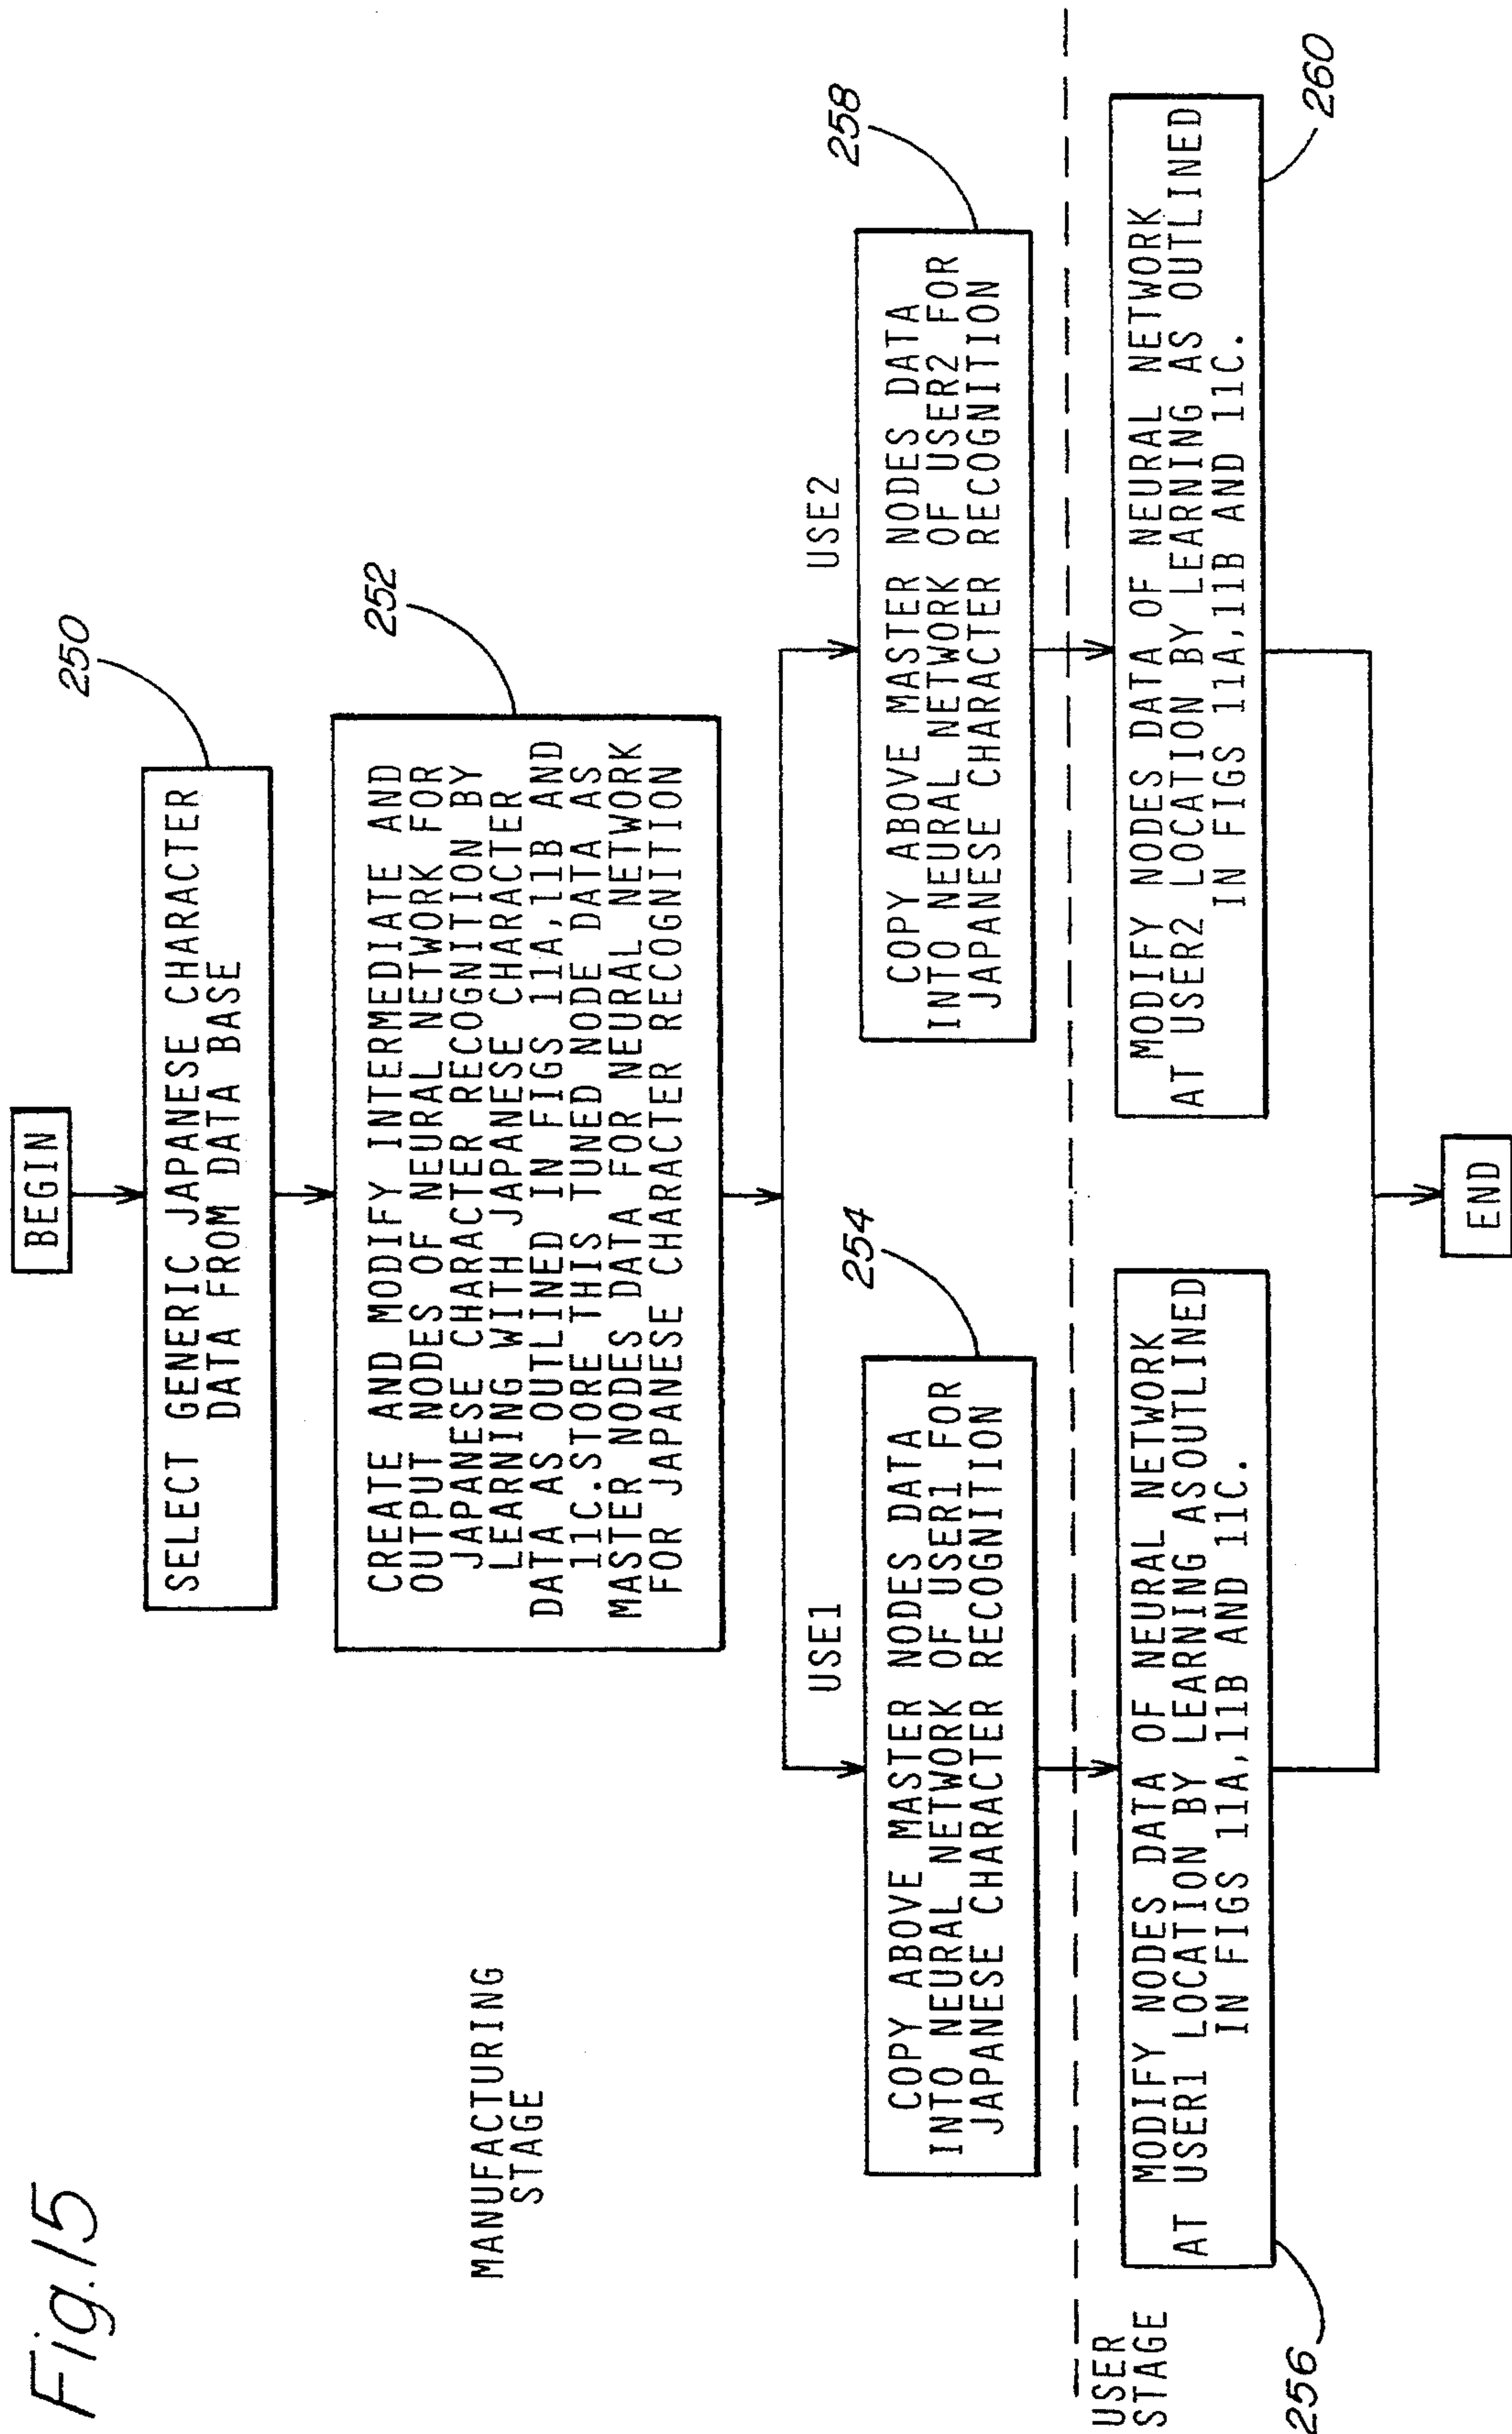 Fig.15
BEGIN
250
SELECT GENERIC JAPANESE CHARACTER
DATA FROM DATA BASE
252
CREATE AND MODIFY INTERMEDIATE AND
OUTPUT NODES OF NEURAL NETWORK FOR
JAPANESE CHARACTER RECOGNITION BY
LEARNING WITH JAPANESE CHARACTER
DATA AS OUTLINED IN FIGS 11A,11B AND
11C.STORE THIS TUNED NODE DATA AS
MASTER NODES DATA FOR NEURAL NETWORK
FOR JAPANESE CHARACTER RECOGNITION
MANUFACTURING
STAGE
USE1
254
COPY ABOVE MASTER NODES DATA
INTO NEURAL NETWORK OF USER1 FOR
JAPANESE CHARACTER RECOGNITION
USE2
258
COPY ABOVE MASTER NODES DATA
INTO NEURAL NETWORK OF USER2 FOR
JAPANESE CHARACTER RECOGNITION
USER
STAGE
256
MODIFY NODES DATA OF NEURAL NETWORK
AT USER1 LOCATION BY LEARNING ASOUTLINED
IN FIGS 11A,11B AND 11C.
260
MODIFY NODES DATA OF NEURAL NETWORK
AT USER2 LOCATION BY LEARNING AS OUTLINED
IN FIGS 11A,11B AND 11C.
END